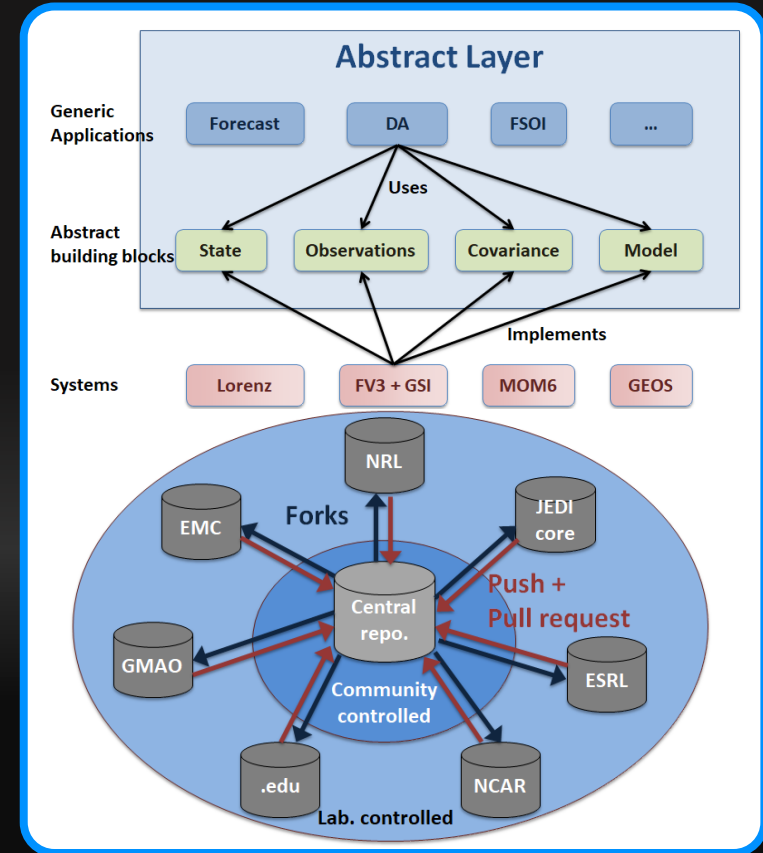 Abstract Layer
Generic
Applications
Forecast
DA
FSOI
...
Uses
Abstract
building blocks
State
Observations
Covariance
Model
Implements
Systems
Lorenz
FV3 + GSI
MOM6
GEOS
NRL
Forks
EMC
JEDI
core
Push +
Pull request
Central
repo.
GMAO
ESRL
Community
controlled
.edu
NCAR
Lab. controlled